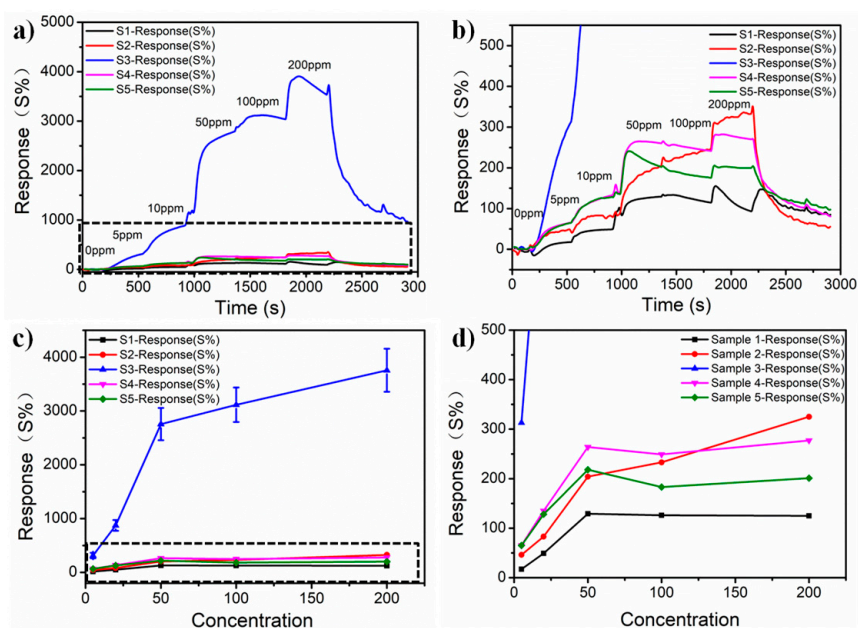 a)
S1-Response(S%)
S2-Response(S%)
S3-Response(S%)
S4-Response(S%)
S5-Response(S%)
0ppm
5ppm
10ppm
50ppm
100ppm
200ppm
Response (S%)
5000
4000
3000
2000
1000
0
0 500 1000 1500 2000 2500 3000
Time (s)
b)
S1-Response(S%)
S2-Response(S%)
S3-Response(S%)
S4-Response(S%)
S5-Response(S%)
0ppm
5ppm
10ppm
50ppm
100ppm
200ppm
Response (S%)
500
400
300
200
100
0
0 500 1000 1500 2000 2500 3000
Time (s)
c)
S1-Response(S%)
S2-Response(S%)
S3-Response(S%)
S4-Response(S%)
S5-Response(S%)
Response (S%)
4000
3000
2000
1000
0
0 50 100 150 200
Concentration
d)
Sample 1-Response(S%)
Sample 2-Response(S%)
Sample 3-Response(S%)
Sample 4-Response(S%)
Sample 5-Response(S%)
Response (S%)
500
400
300
200
100
0
0 50 100 150 200
Concentration